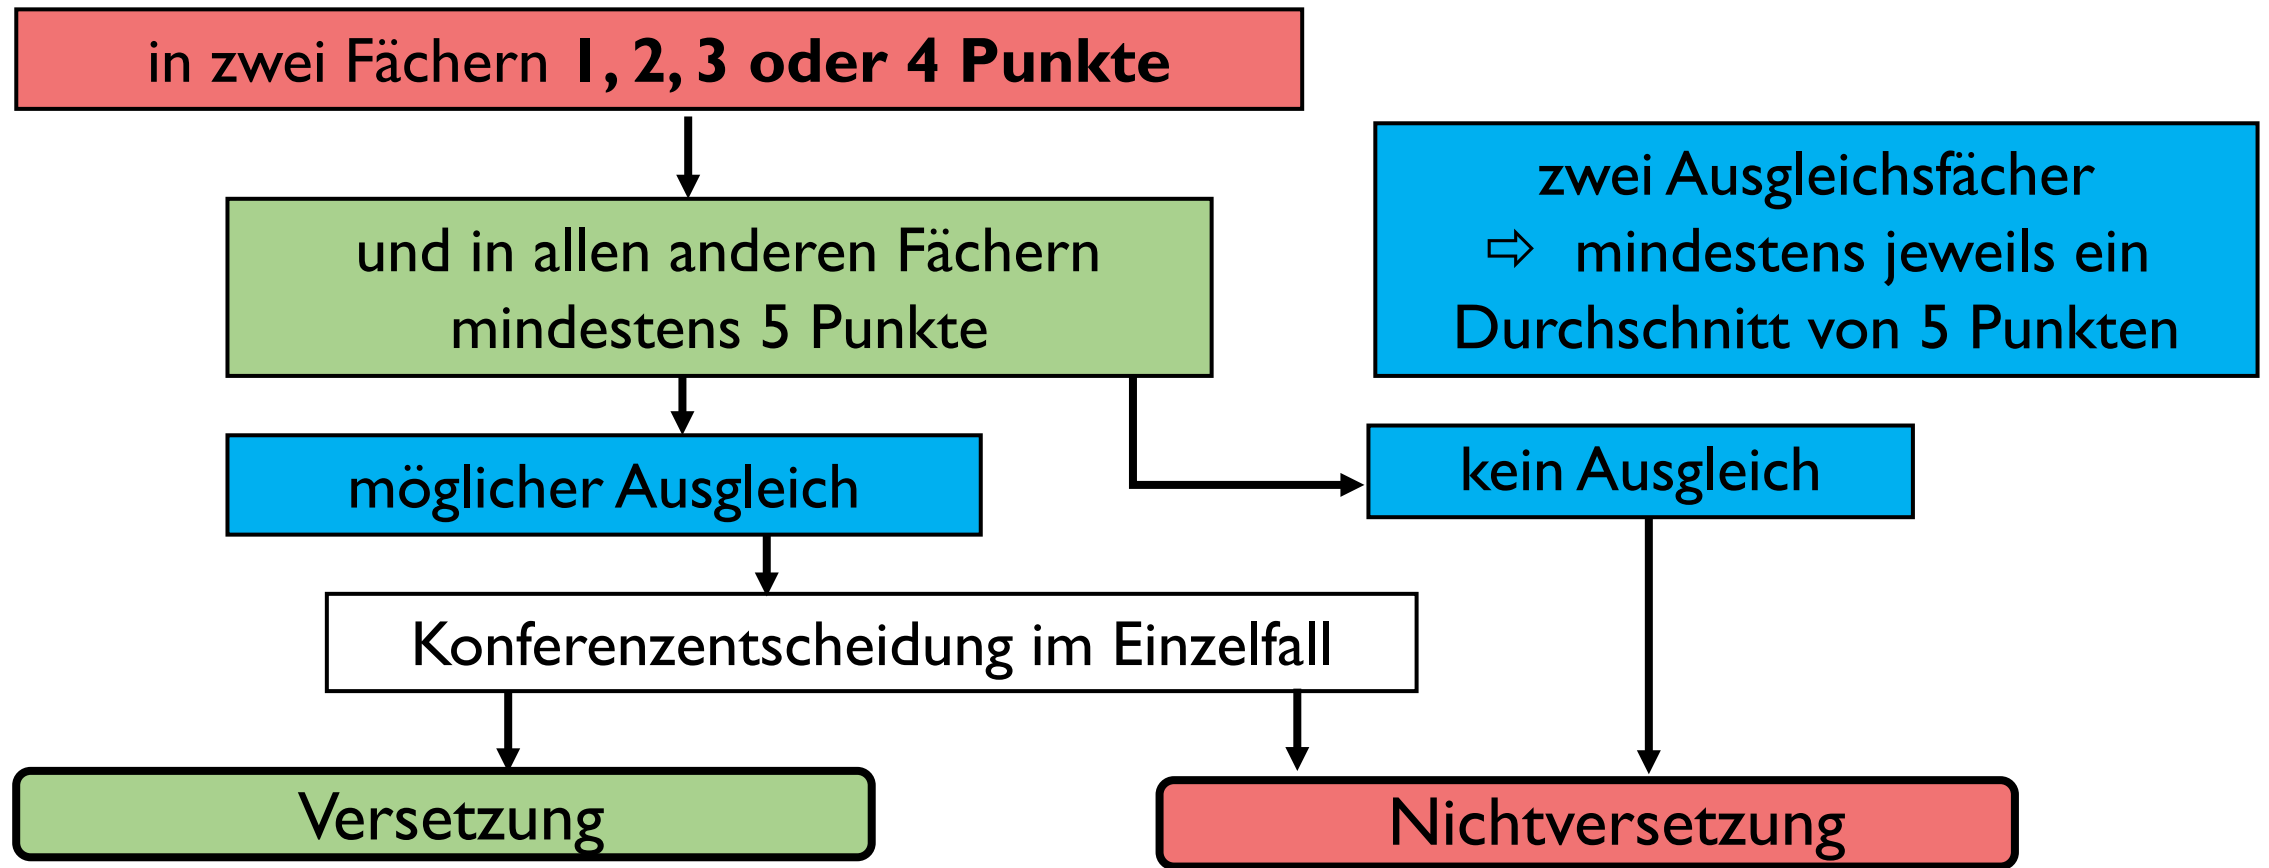 in zwei Fächern 1, 2, 3 oder 4 Punkte
und in allen anderen Fächern
mindestens 5 Punkte
zwei Ausgleichsfächer
⇨ mindestens jeweils ein
Durchschnitt von 5 Punkten
möglicher Ausgleich
kein Ausgleich
Konferenzentscheidung im Einzelfall
Versetzung
Nichtversetzung